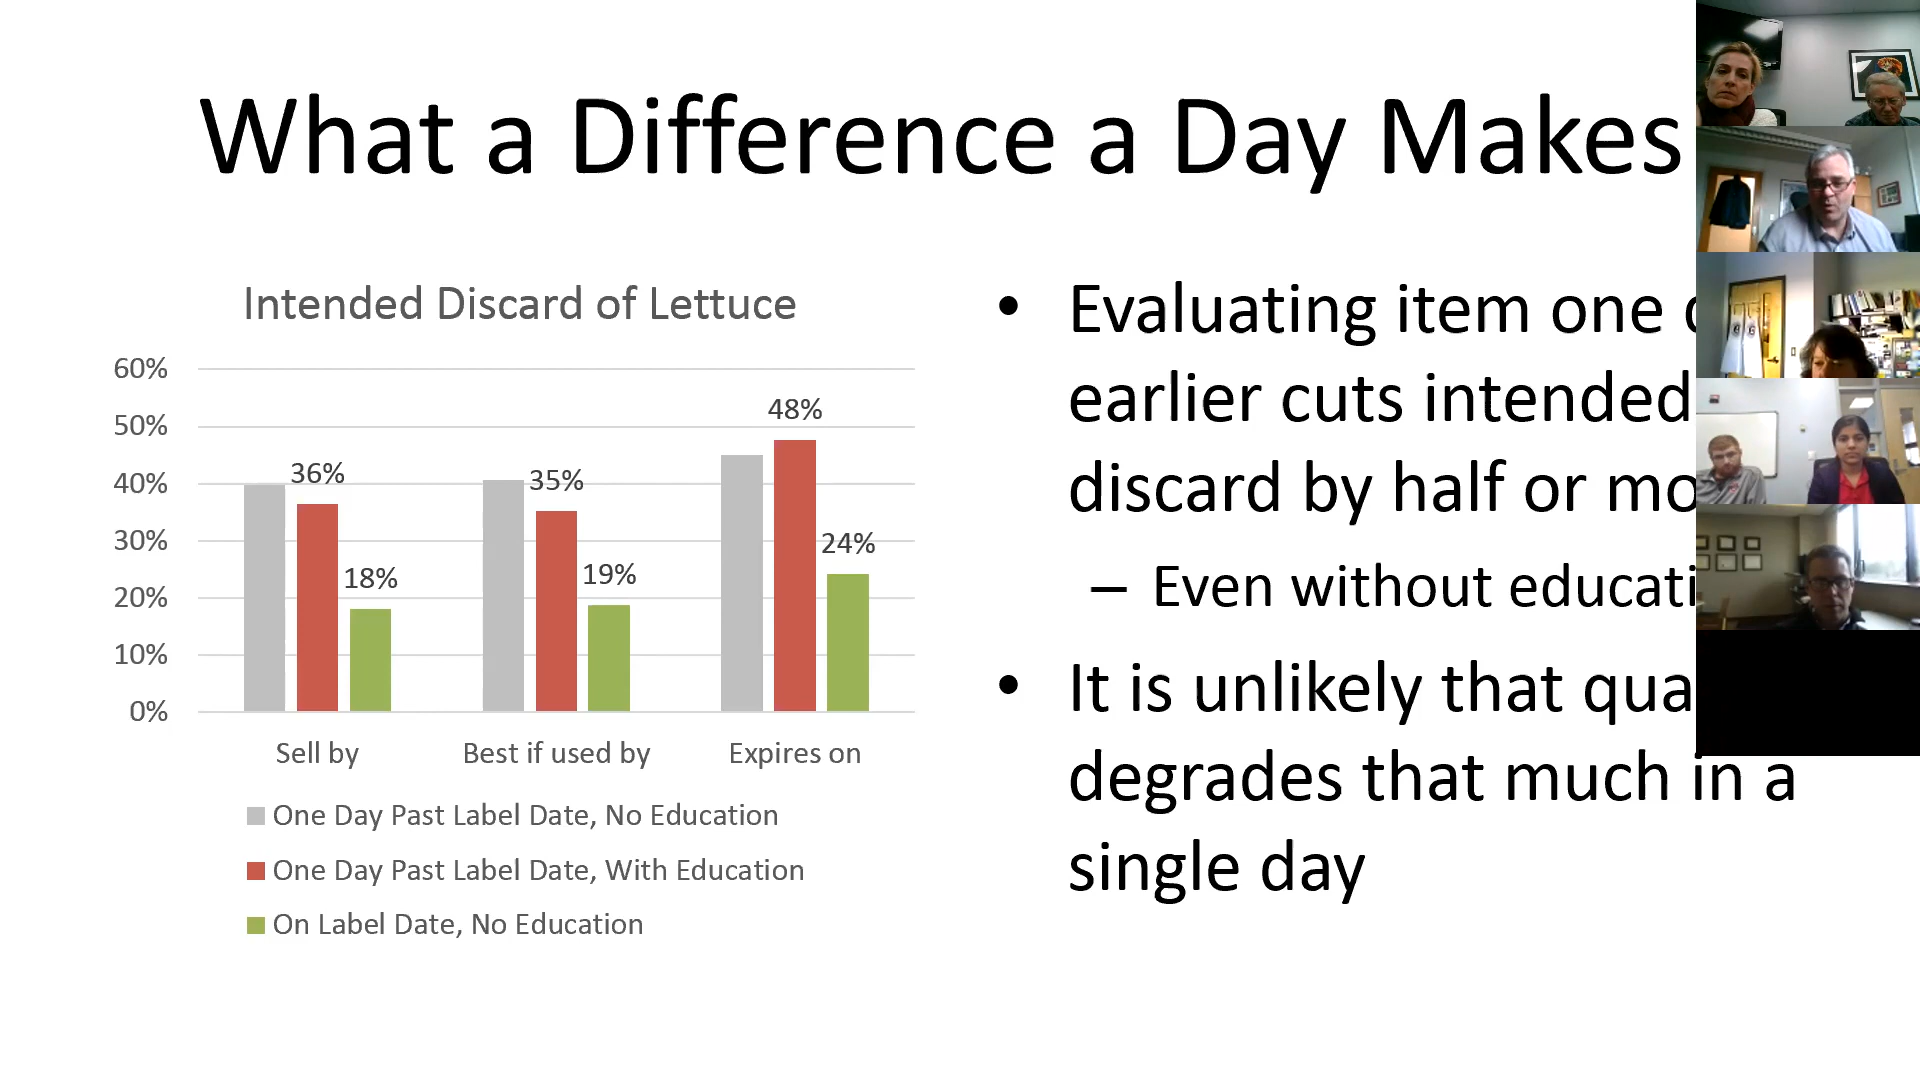 What a Difference a Day Makes
Intended Discard of Lettuce
60%
50%
40%
30%
20%
10%
0%
36%
18%
35%
19%
48%
24%
Sell by
Best if used by
Expires on
One Day Past Label Date, No Education
One Day Past Label Date, With Education
On Label Date, No Education
• Evaluating item one
earlier cuts intended
discard by half or
– Even without
• It is unlikely that
degrades that much in a
single day